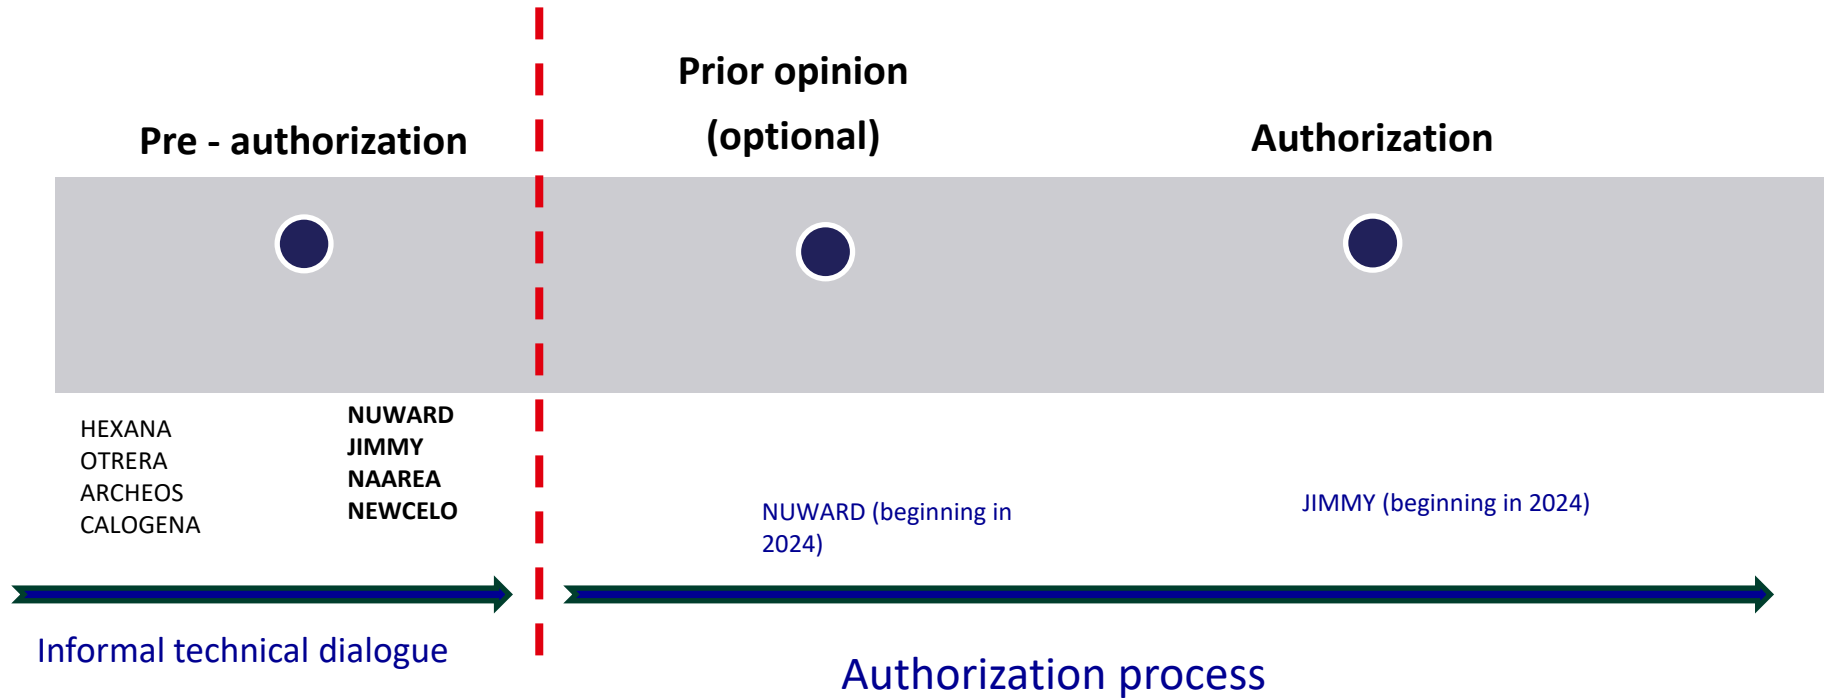 Pre - authorization
Prior opinion
(optional)
Authorization
HEXANA
OTRERA
ARCHEOS
CALOGENA
NUWARD
JIMMY
NAAREA
NEWCELO
NUWARD (beginning in
2024)
JIMMY (beginning in 2024)
Informal technical dialogue
Authorization process